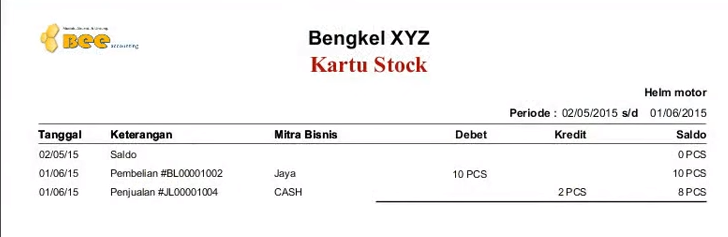 Bee accounting
Bengkel XYZ
Kartu Stock
Helm motor
Periode : 02/05/2015 s/d 01/06/2015
Tanggal Keterangan Mitra Bisnis Debet Kredit Saldo
02/05/15 Saldo 0 PCS
01/06/15 Pembelian #BL00001002 Jaya 10 PCS 10 PCS
01/06/15 Penjualan #JL00001004 CASH 2 PCS 8 PCS